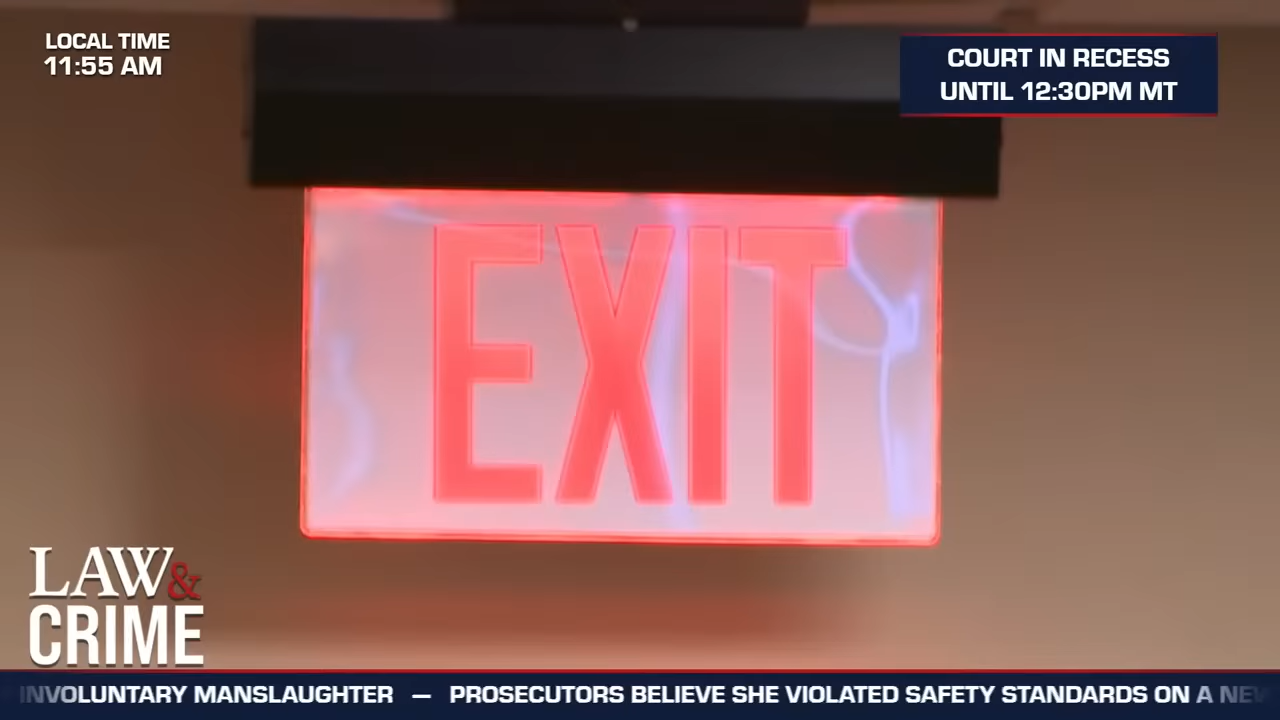 LOCAL TIME
11:55 AM
COURT IN RECESS
UNTIL 12:30PM MT
EXIT
LAW&
CRIME
INVOLUNTARY MANSLAUGHTER — PROSECUTORS BELIEVE SHE VIOLATED SAFETY STANDARDS ON A